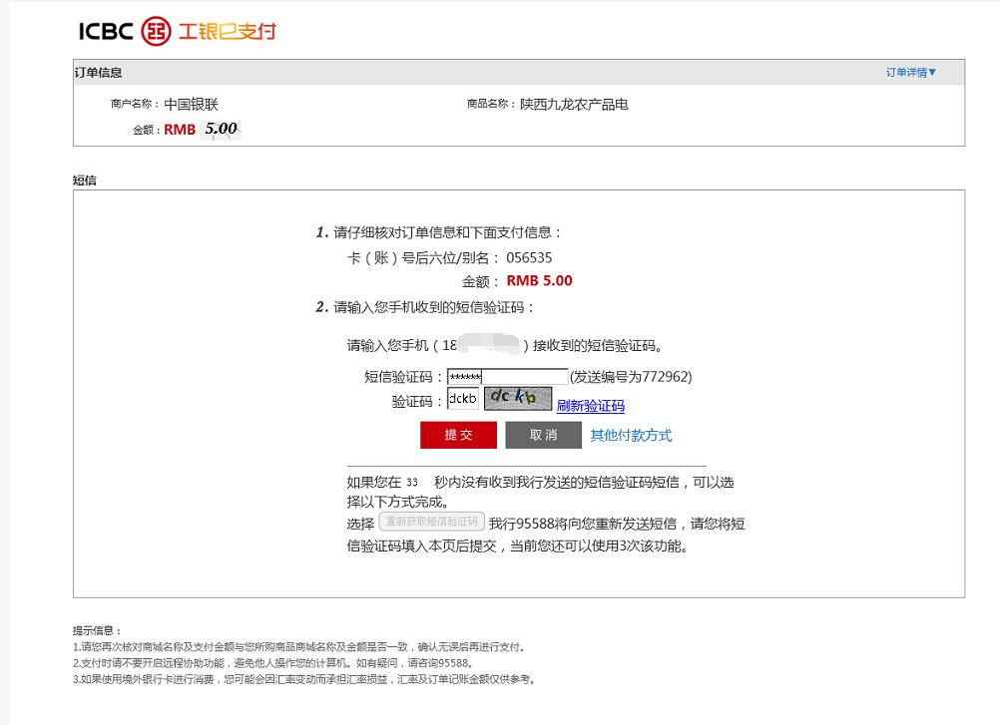 ICBC 工银e支付
订单信息 订单详情▼
商户名称： 中国银联 商品名称： 陕西九龙农产品电
金额： RMB 5.00
短信
1. 请仔细核对订单信息和下面支付信息：
卡（账）号后六位/别名： 056535
金额： RMB 5.00
2. 请输入您手机收到的短信验证码：
请输入您手机（18 ）接收到的短信验证码。
短信验证码： ****** (发送编号为772962)
验证码： dckb dckb 刷新验证码
提 交 取 消 其他付款方式
如果您在 33 秒内没有收到我行发送的短信验证码短信，可以选
择以下方式完成。
选择 重新获取短信验证码 我行95588将向您重新发送短信，请您将短
信验证码填入本页后提交，当前您还可以使用3次该功能。
提示信息：
1.请您再次核对商城名称及支付金额与您所购商品商城名称及金额是否一致，确认无误后再进行支付。
2.支付时请不要开启远程协助功能，避免他人操作您的计算机。如有疑问，请咨询95588。
3.如果使用境外银行卡进行消费，您可能会因汇率变动而承担汇率损益，汇率及订单记账金额仅供参考。